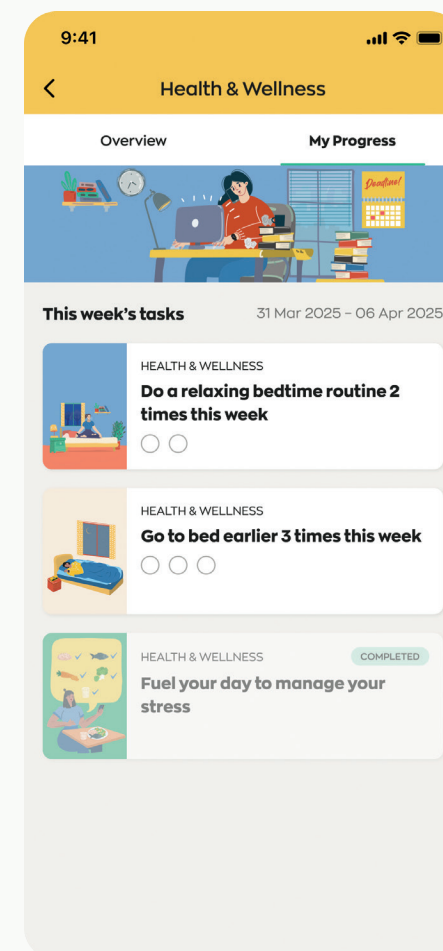 9:41
Health & Wellness
Overview
My Progress
Deadline!
This week's tasks
31 Mar 2025 – 06 Apr 2025
HEALTH & WELLNESS
Do a relaxing bedtime routine 2
times this week
HEALTH & WELLNESS
Go to bed earlier 3 times this week
HEALTH & WELLNESS
COMPLETED
Fuel your day to manage your
stress